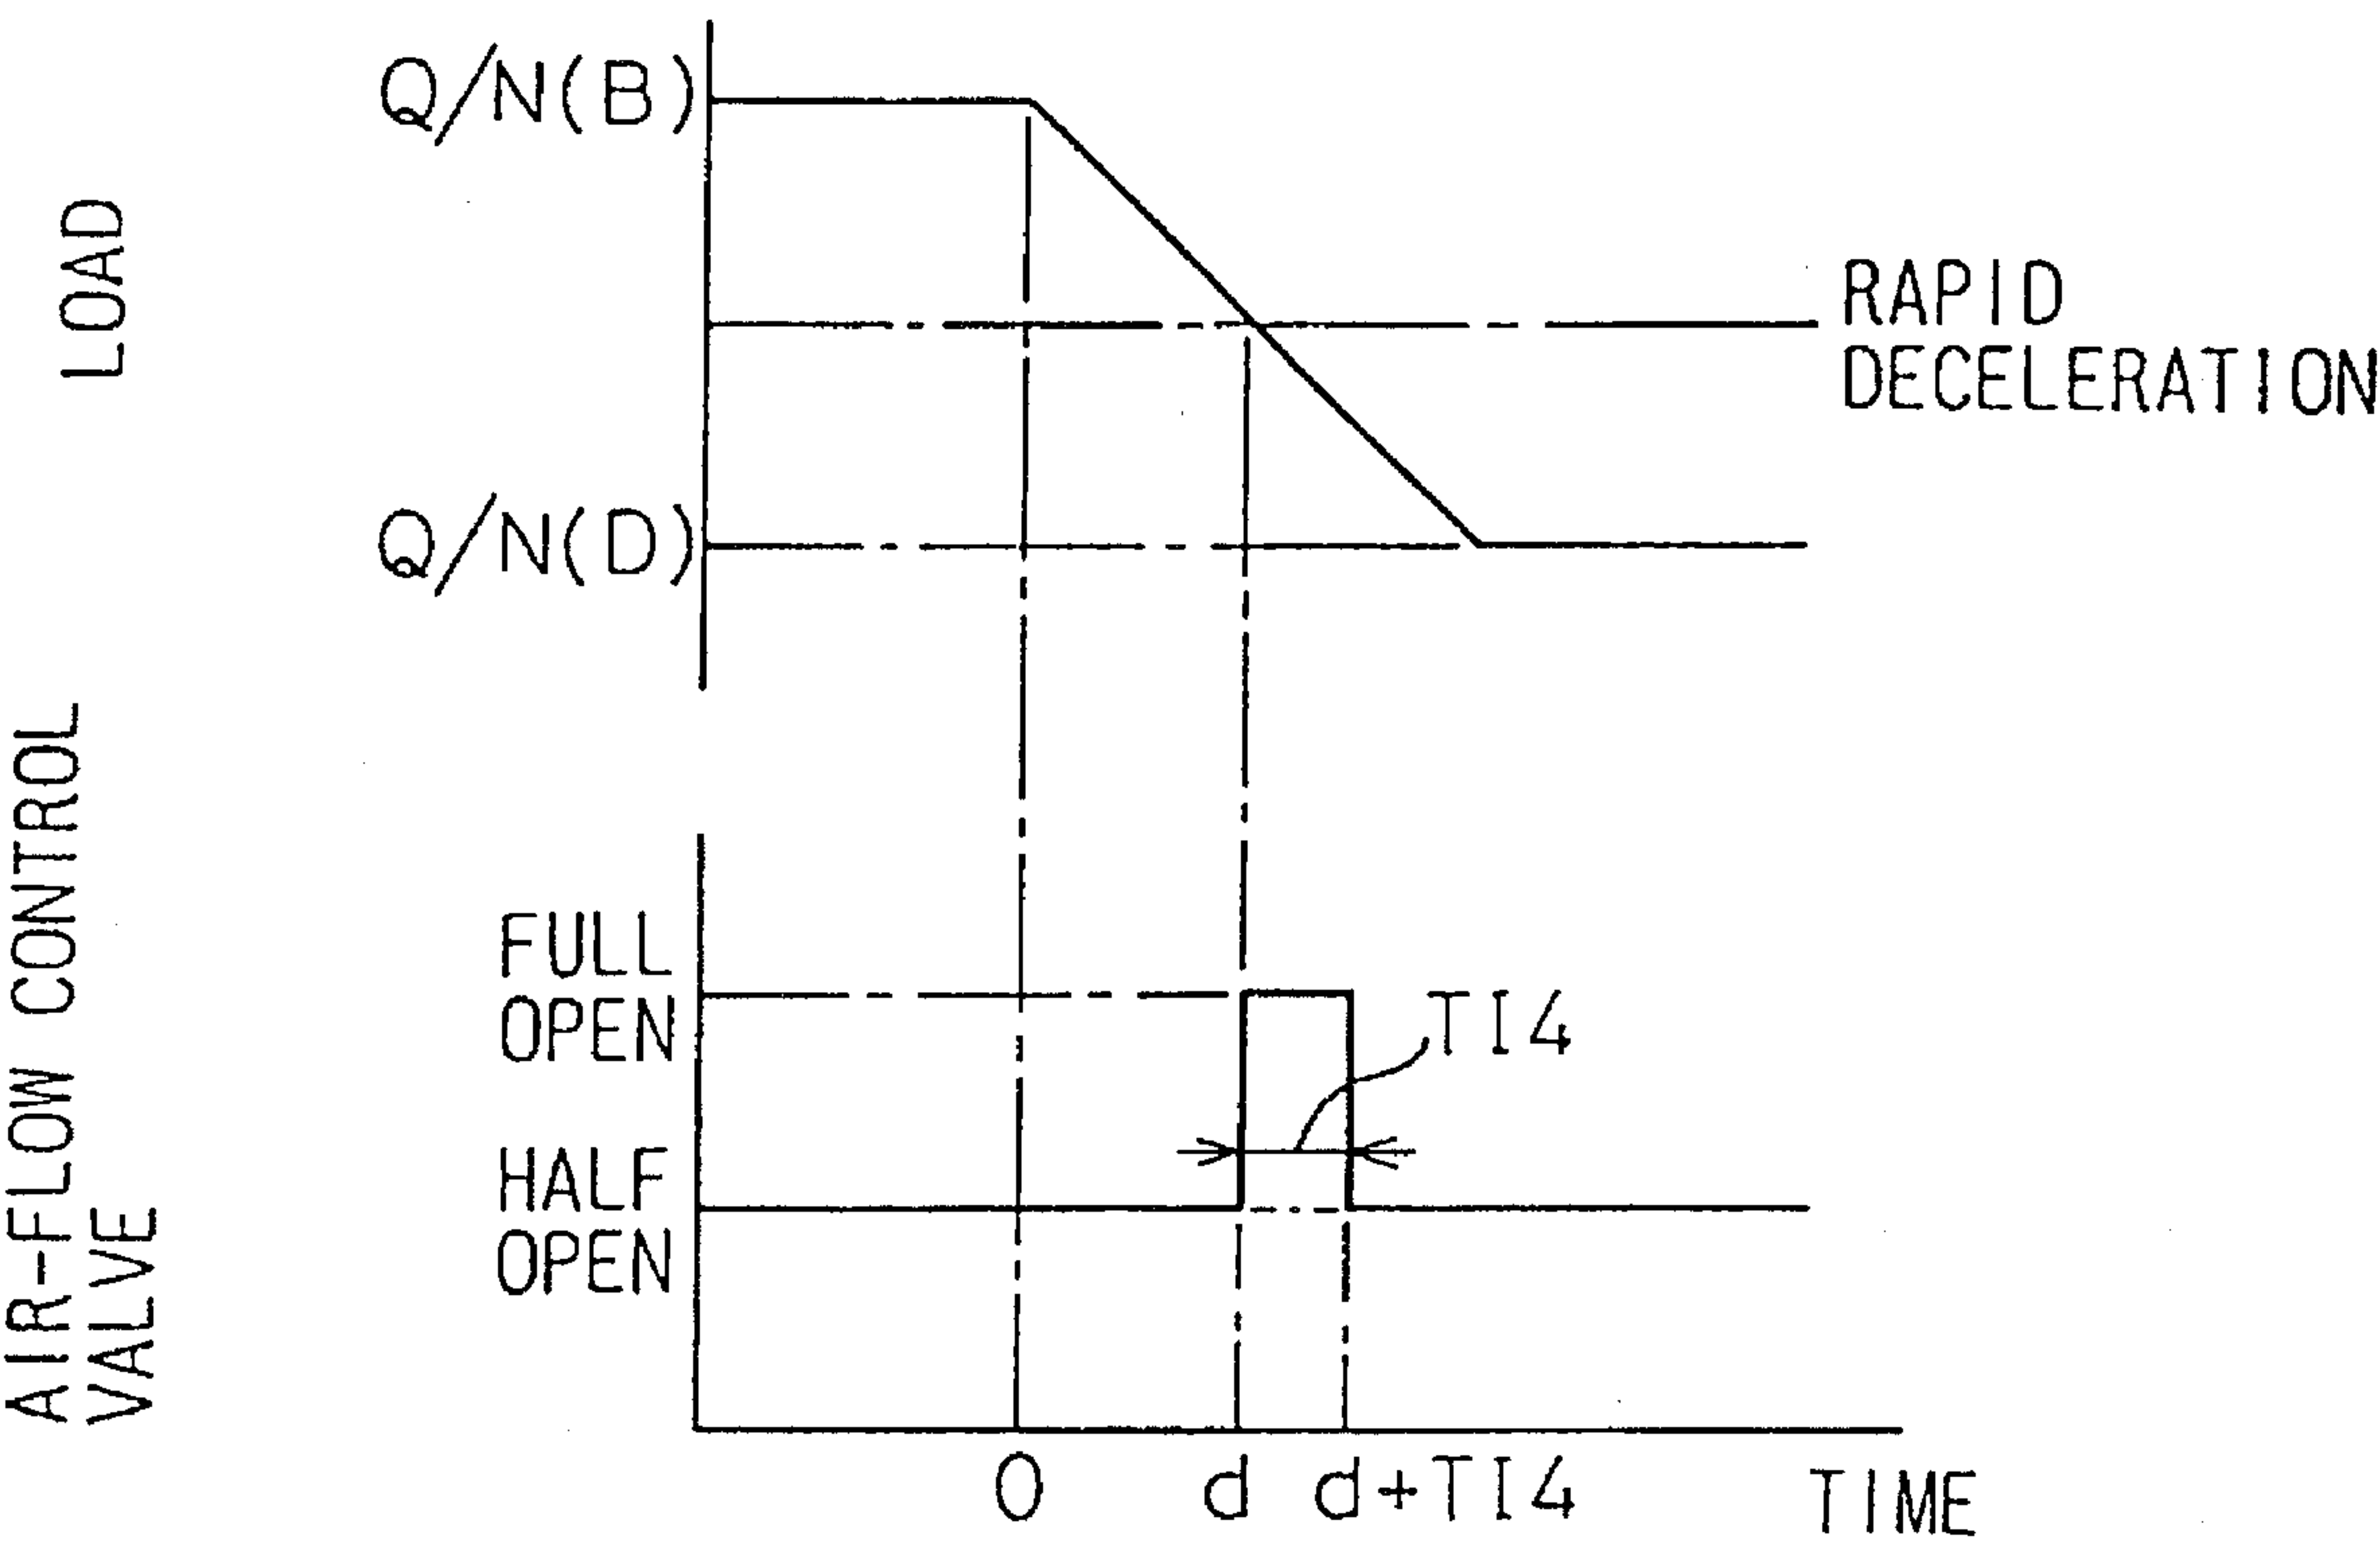 LOAD
Q/N(B)
RAPID
DECELERATION
Q/N(D)
AIR-FLOW CONTROL
VALVE
FULL
OPEN
TI4
HALF
OPEN
0
d
d+TI4
TIME